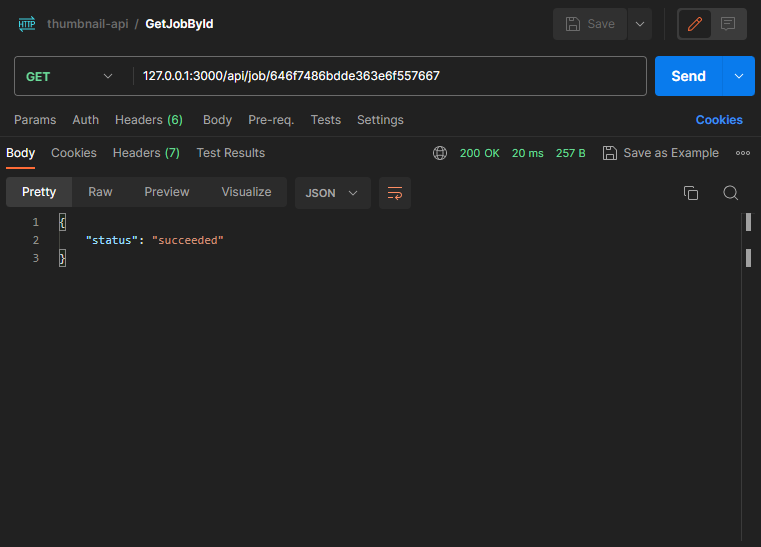 HTTP thumbnail-api / GetJobById Save
GET 127.0.0.1:3000/api/job/646f7486bdde363e6f557667 Send
Params Auth Headers (6) Body Pre-req. Tests Settings Cookies
Body Cookies Headers (7) Test Results 200 OK 20 ms 257 B Save as Example
Pretty Raw Preview Visualize JSON
1 {
2 "status": "succeeded"
3 }